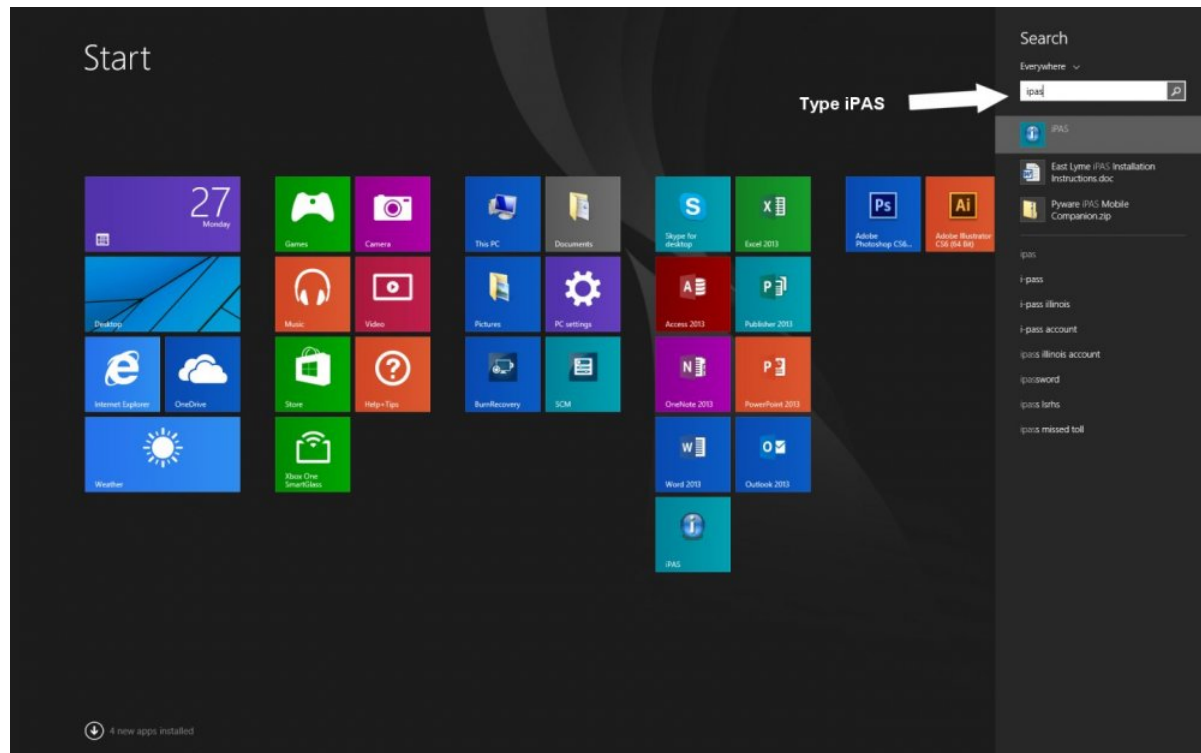 Start
Search
Everywhere
ipas
Type iPAS
iPAS
East Lyme iPAS Installation
Instructions.doc
Pyware iPAS Mobile
Companion.zip
ipas
i-pass
i-pass illinois
i-pass account
ipass illinois account
ipassword
ipass lsrhs
ipass missed toll
27
Monday
Desktop
Internet Explorer
OneDrive
Weather
Games
Camera
Music
Video
Store
Help+Tips
Xbox One
SmartGlass
This PC
Documents
Pictures
PC settings
BurnRecovery
SCM
Skype for
desktop
Excel 2013
Access 2013
Publisher 2013
OneNote 2013
PowerPoint 2013
Word 2013
Outlook 2013
iPAS
Ps
Adobe
Photoshop CS6...
Ai
Adobe Illustrator
CS6 (64 Bit)
4 new apps installed